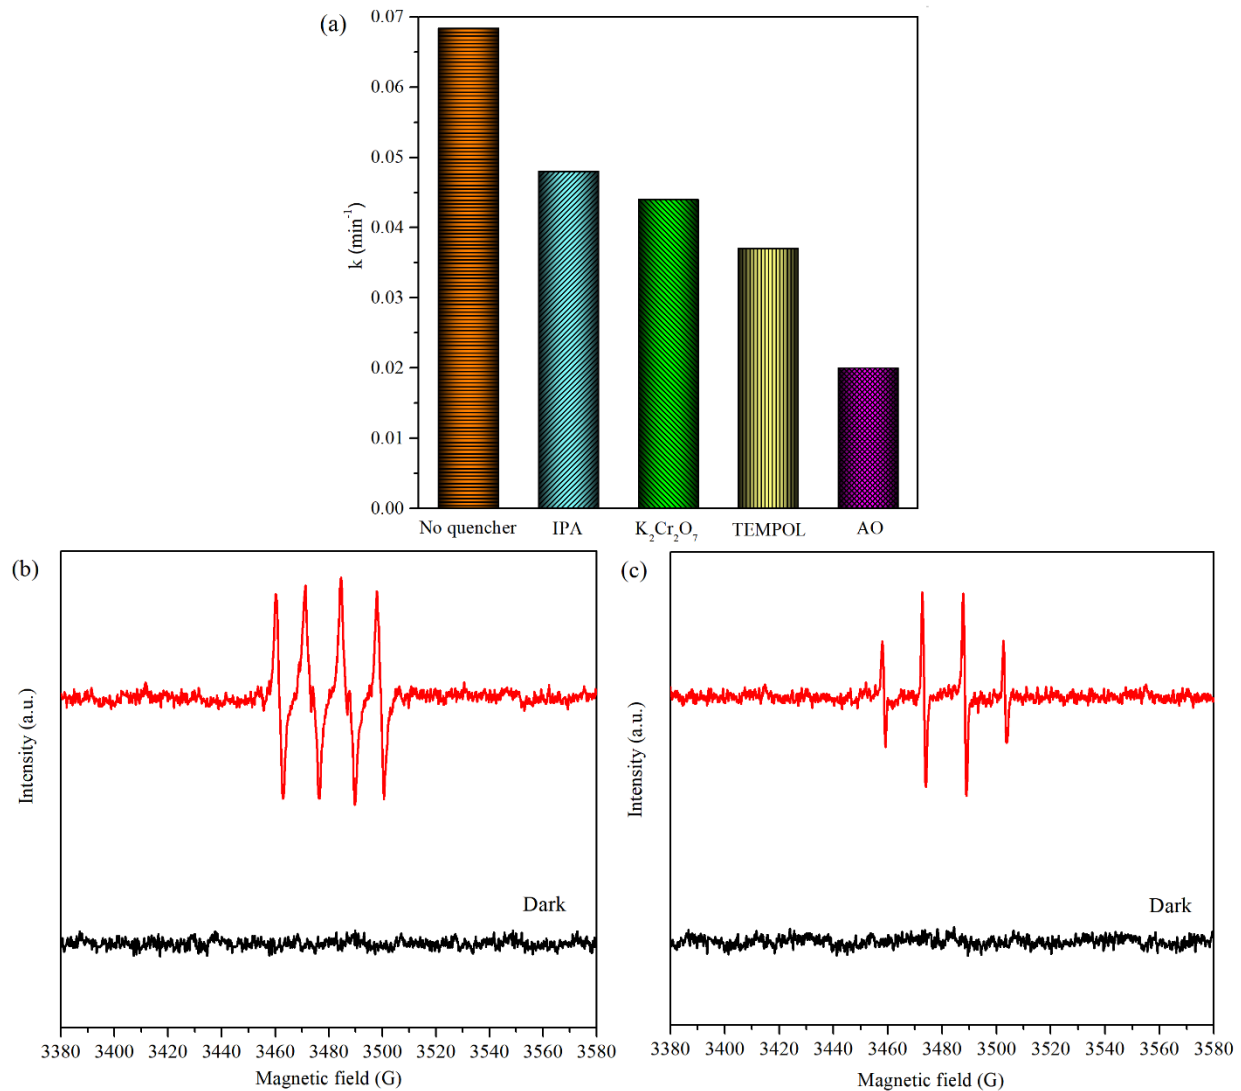 (a)
k (min⁻¹)
0.07
0.06
0.05
0.04
0.03
0.02
0.01
0.00
No quencher IPA K₂Cr₂O₇ TEMPOL AO
(b)
Intensity (a.u.)
Dark
3380 3400 3420 3440 3460 3480 3500 3520 3540 3560 3580
Magnetic field (G)
(c)
Intensity (a.u.)
Dark
3380 3400 3420 3440 3460 3480 3500 3520 3540 3560 3580
Magnetic field (G)